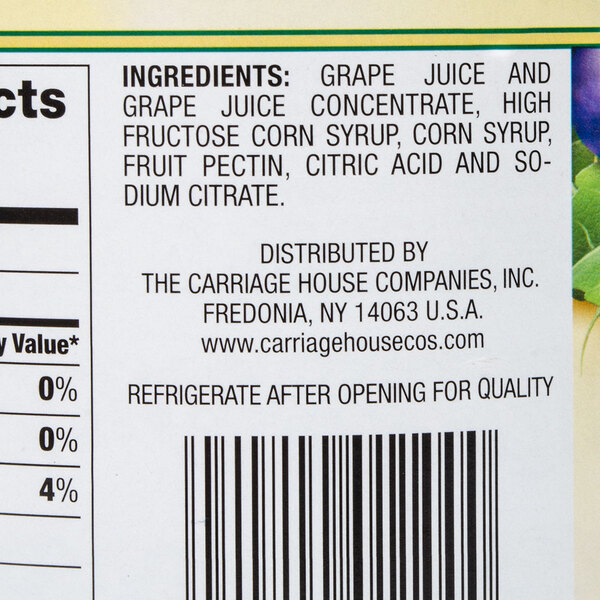 cts
y Value*
0%
0%
4%
INGREDIENTS: GRAPE JUICE AND
GRAPE JUICE CONCENTRATE, HIGH
FRUCTOSE CORN SYRUP, CORN SYRUP,
FRUIT PECTIN, CITRIC ACID AND SO-
DIUM CITRATE.
DISTRIBUTED BY
THE CARRIAGE HOUSE COMPANIES, INC.
FREDONIA, NY 14063 U.S.A.
www.carriagehousecos.com
REFRIGERATE AFTER OPENING FOR QUALITY